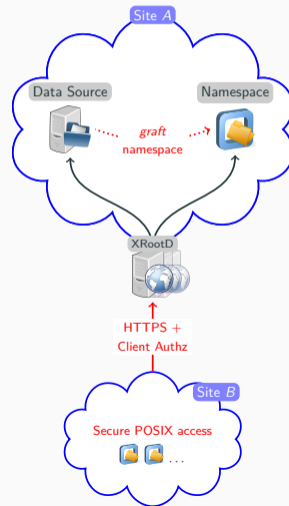 Site A
Data Source
Namespace
graft
namespace
XRootD
HTTPS +
Client Authz
Site B
Secure POSIX access
...